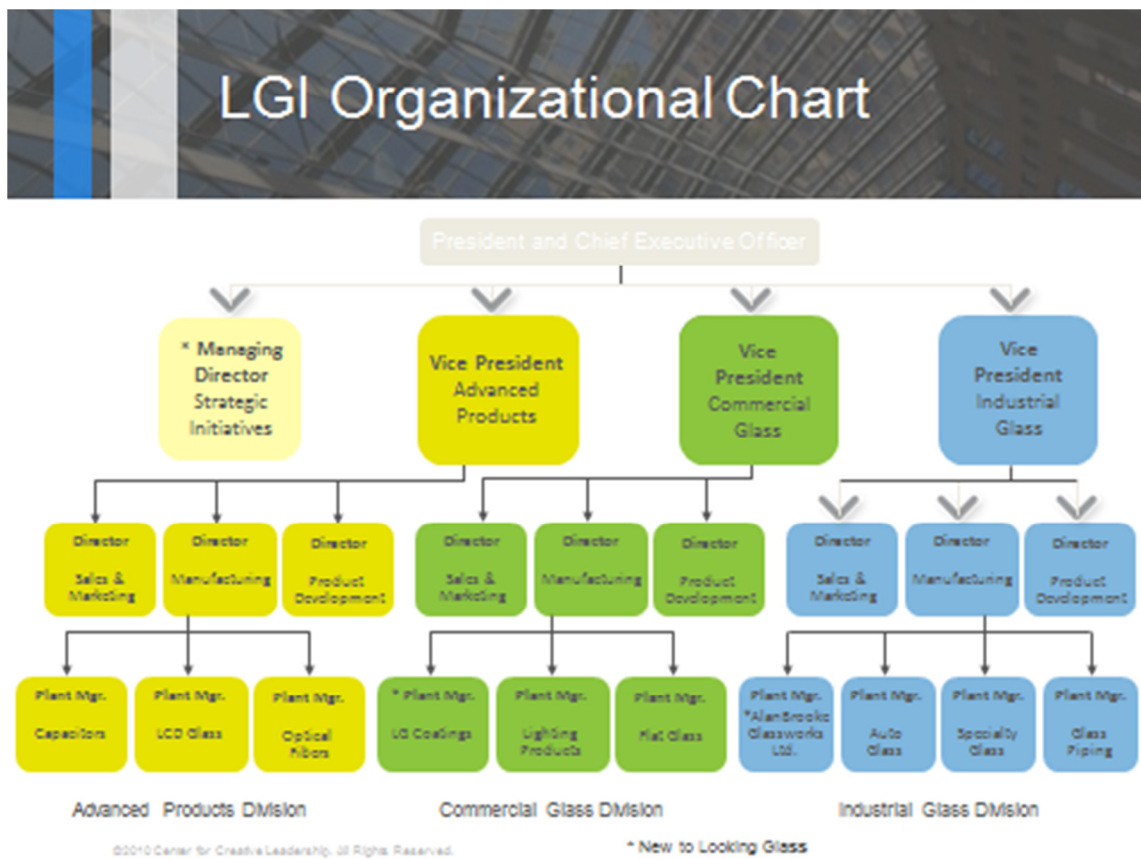 LGI Organizational Chart
President and Chief Executive Officer
* Managing
Director
Strategic
Initiatives
Vice President
Advanced
Products
Vice
President
Commercial
Glass
Vice
President
Industrial
Glass
Director
Sales &
Marketing
Director
Manufacturing
Director
Product
Development
Director
Sales &
Marketing
Director
Manufacturing
Director
Product
Development
Director
Sales &
Marketing
Director
Manufacturing
Director
Product
Development
Plant Mgr.
Capacitors
Plant Mgr.
LCD Glass
Plant Mgr.
Optical
Fibers
* Plant Mgr.
LG Coatings
Plant Mgr.
Lighting
Products
Plant Mgr.
Flat Glass
Plant Mgr.
*AlanBrooke
Glassworks
Ltd.
Plant Mgr.
Auto
Glass
Plant Mgr.
Specialty
Glass
Plant Mgr.
Glass
Piping
Advanced Products Division
Commercial Glass Division
Industrial Glass Division
©2010 Center for Creative Leadership. All Rights Reserved.
* New to Looking Glass